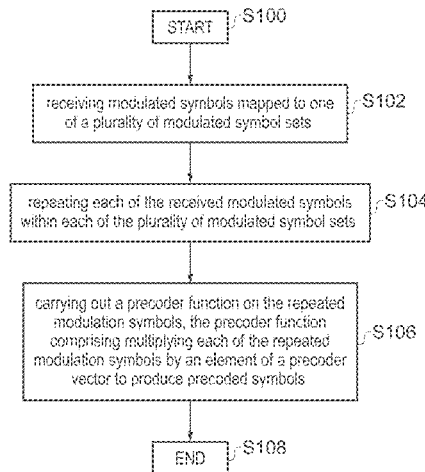 START
S100
receiving modulated symbols mapped to one
of a plurality of modulated symbol sets
S102
repeating each of the received modulated symbols
within each of the plurality of modulated symbol sets
S104
carrying out a precoder function on the repeated
modulation symbols, the precoder function
comprising multiplying each of the repeated
modulation symbols by an element of a precoder
vector to produce precoded symbols
S106
END
S108